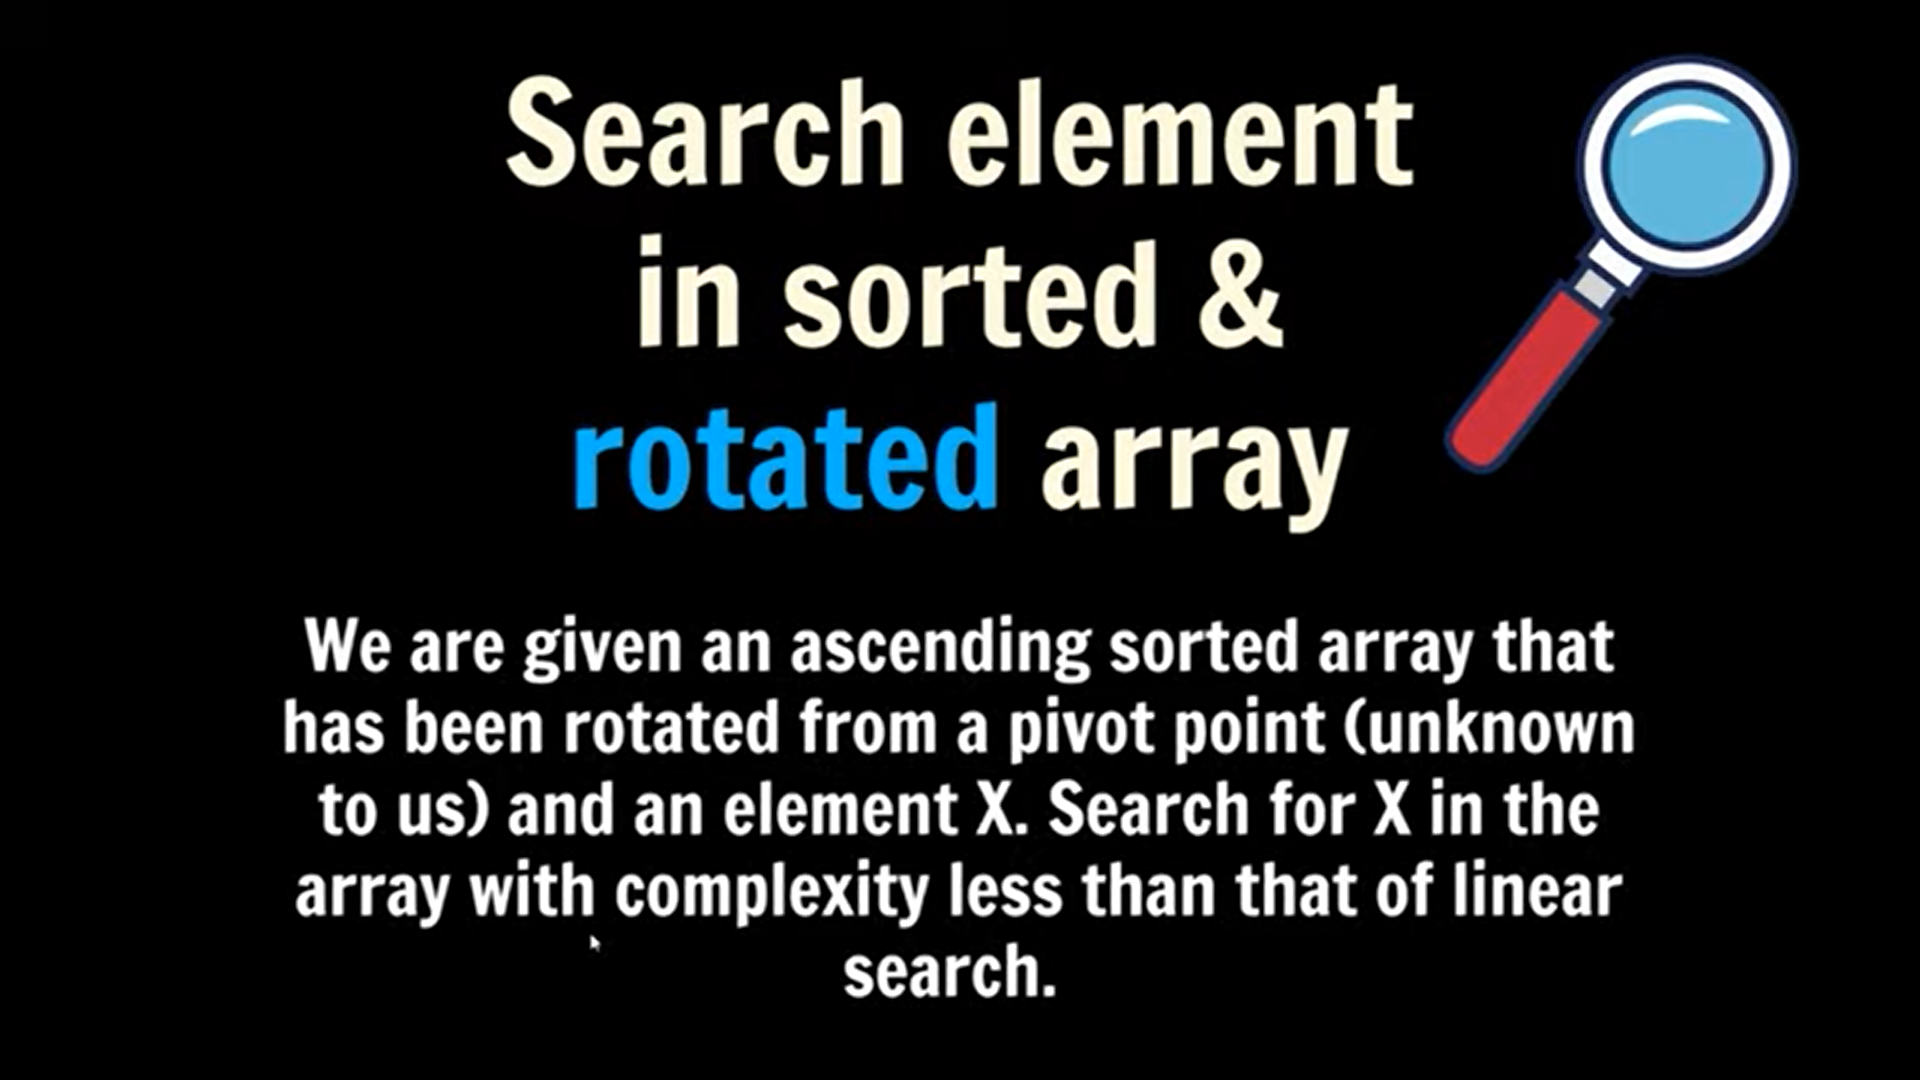 Search element
in sorted &
rotated array
We are given an ascending sorted array that
has been rotated from a pivot point (unknown
to us) and an element X. Search for X in the
array with complexity less than that of linear
search.